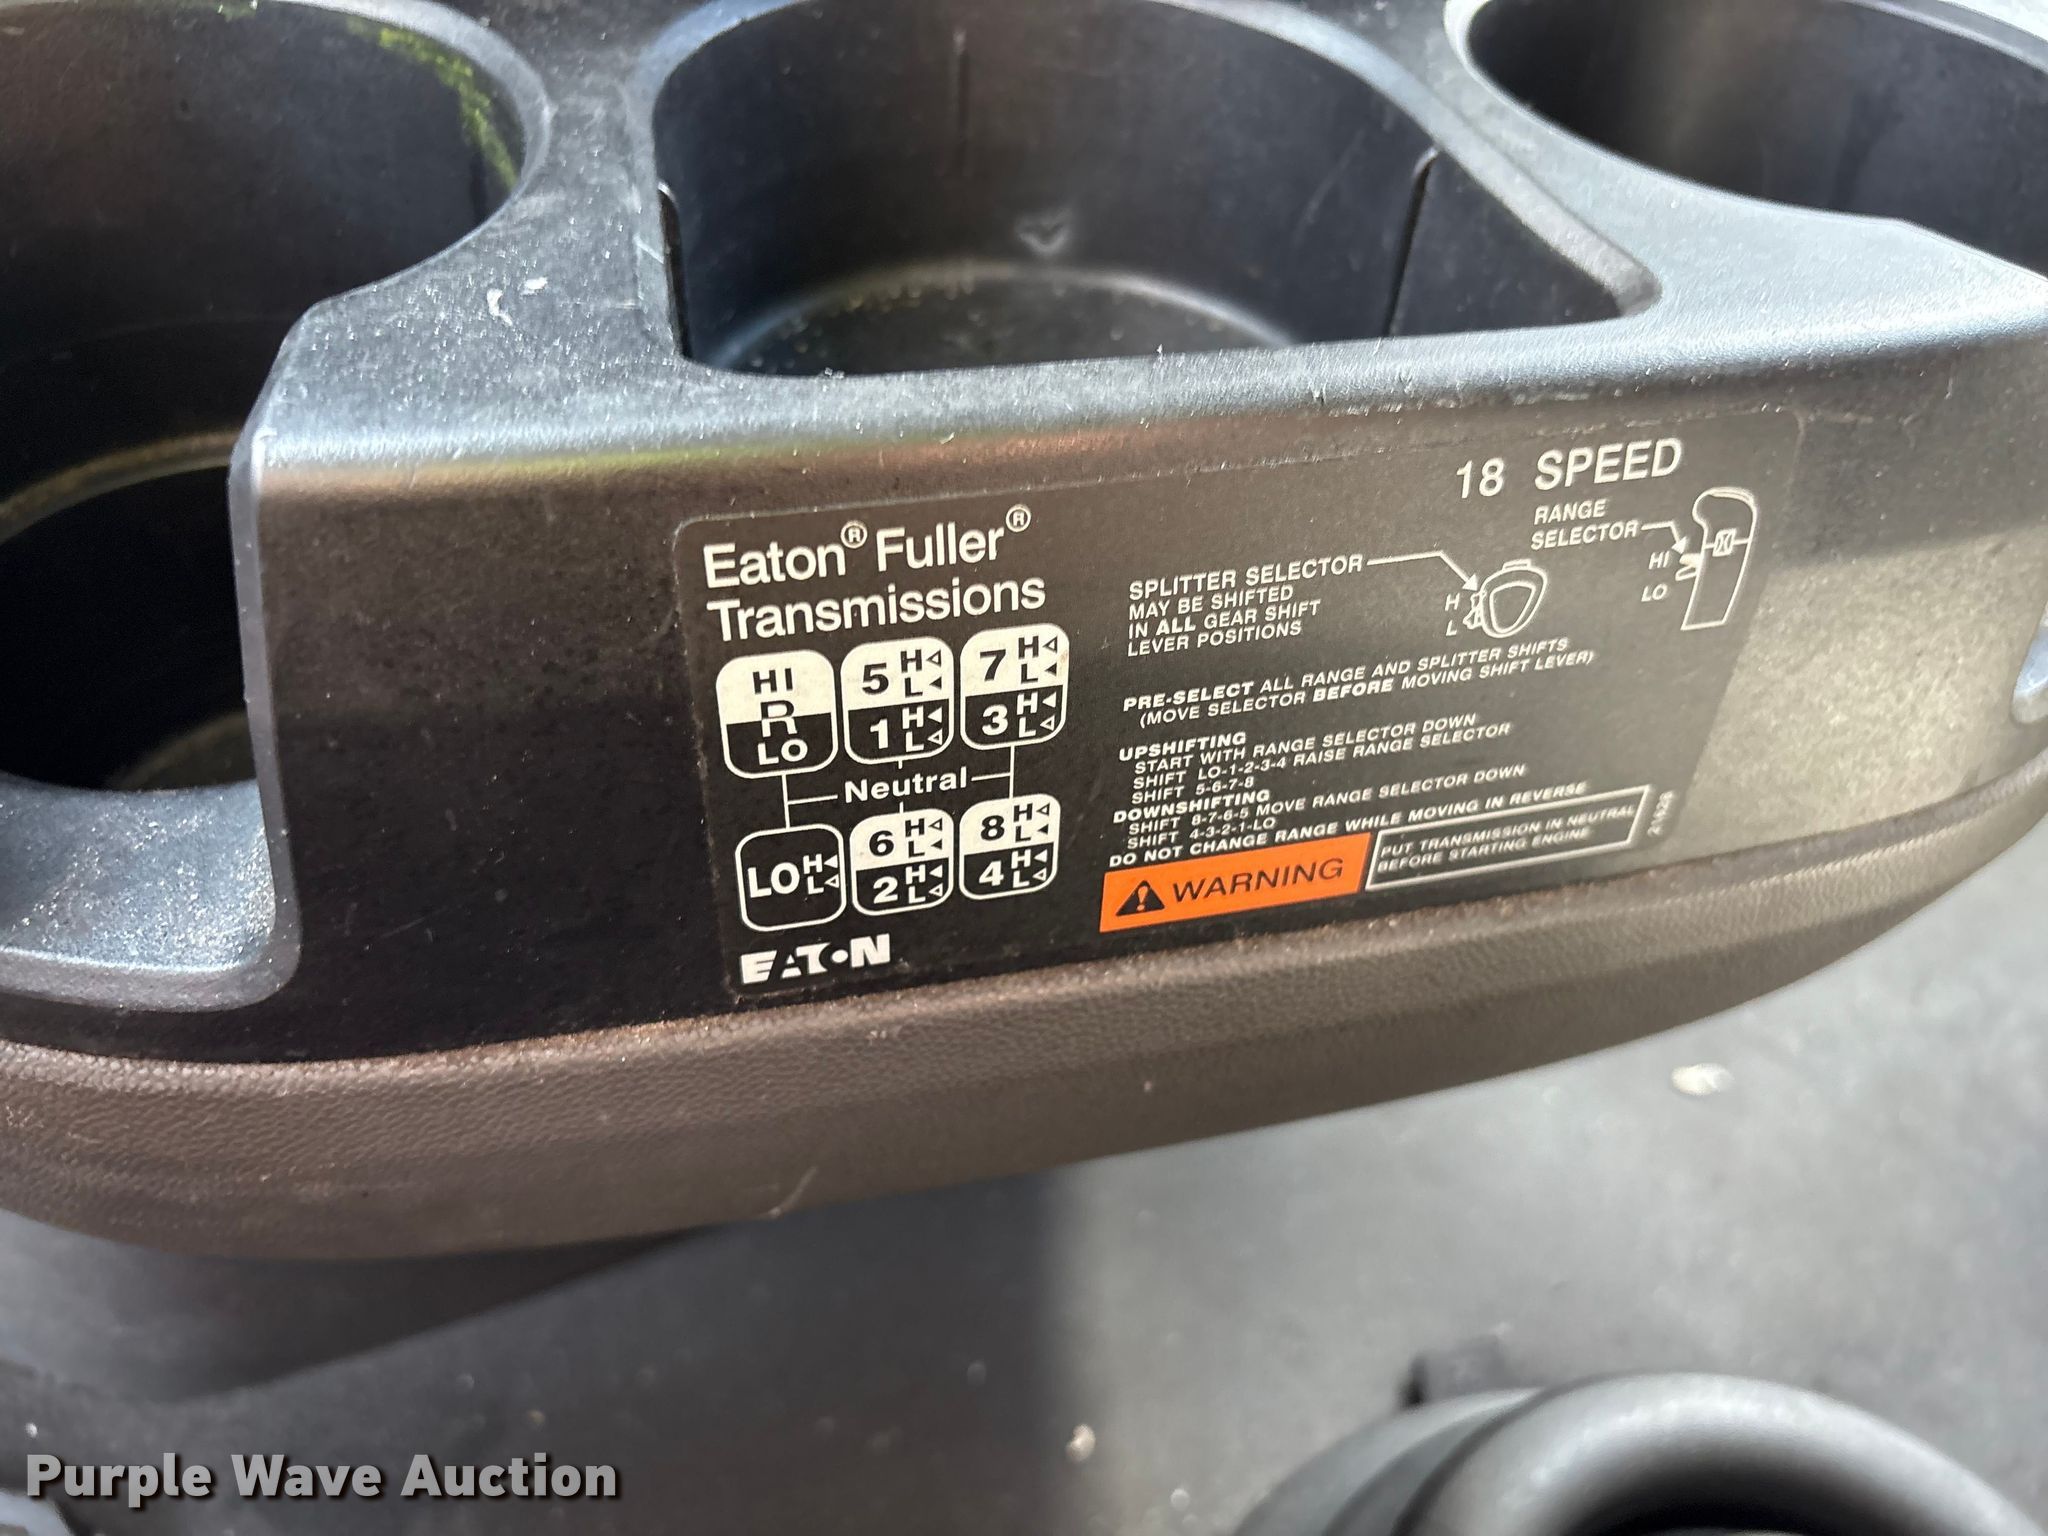 18 SPEED
Eaton® Fuller®
Transmissions
HI
R
LO
5 H L
1 H L
7 H L
3 H L
Neutral
LO H L
6 H L
2 H L
8 H L
4 H L
EATON
SPLITTER SELECTOR
MAY BE SHIFTED
IN ALL GEAR SHIFT
LEVER POSITIONS
H
L
RANGE
SELECTOR
HI
LO
PRE-SELECT ALL RANGE AND SPLITTER SHIFTS
(MOVE SELECTOR BEFORE MOVING SHIFT LEVER)
UPSHIFTING
START WITH RANGE SELECTOR DOWN
SHIFT LO-1-2-3-4 RAISE RANGE SELECTOR
SHIFT 5-6-7-8
DOWNSHIFTING
SHIFT 8-7-6-5 MOVE RANGE SELECTOR DOWN
SHIFT 4-3-2-1-LO
DO NOT CHANGE RANGE WHILE MOVING IN REVERSE
WARNING
PUT TRANSMISSION IN NEUTRAL
BEFORE STARTING ENGINE
Purple Wave Auction